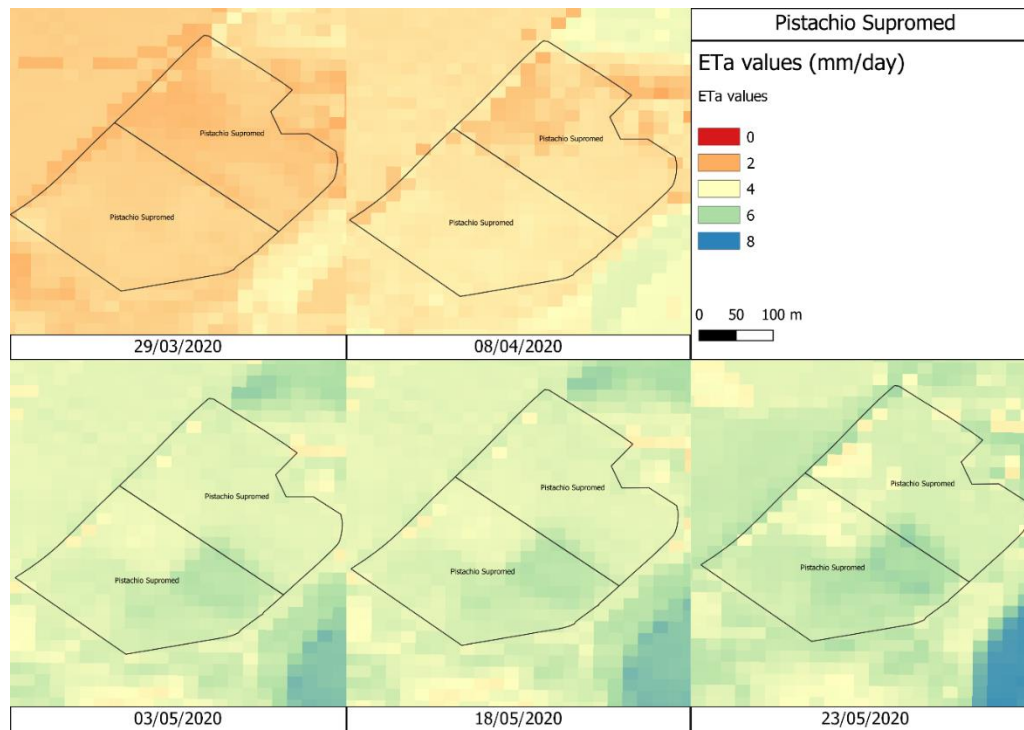 Pistachio Supromed
ETa values (mm/day)
ETa values
0
2
4
6
8
0 50 100 m
Pistachio Supromed
Pistachio Supromed
29/03/2020
Pistachio Supromed
Pistachio Supromed
08/04/2020
Pistachio Supromed
Pistachio Supromed
03/05/2020
Pistachio Supromed
Pistachio Supromed
18/05/2020
Pistachio Supromed
Pistachio Supromed
23/05/2020